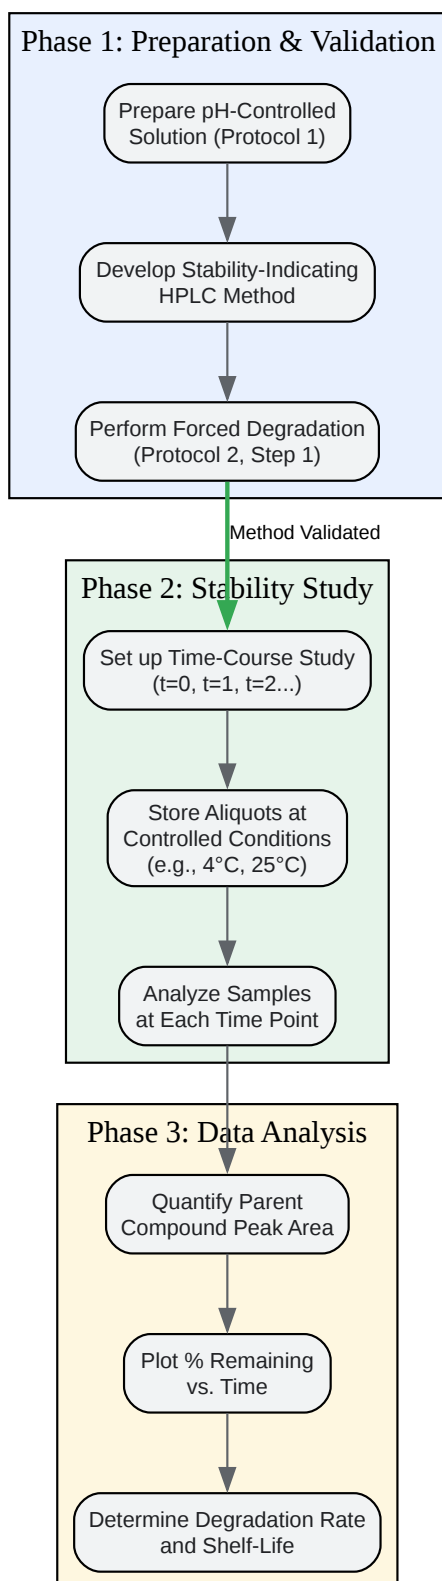 Phase 1: Preparation & Validation
Prepare pH-Controlled
Solution (Protocol 1)
Develop Stability-Indicating
HPLC Method
Perform Forced Degradation
(Protocol 2, Step 1)
Method Validated
Phase 2: Stability Study
Set up Time-Course Study
(t=0, t=1, t=2...)
Store Aliquots at
Controlled Conditions
(e.g., 4°C, 25°C)
Analyze Samples
at Each Time Point
Phase 3: Data Analysis
Quantify Parent
Compound Peak Area
Plot % Remaining
vs. Time
Determine Degradation Rate
and Shelf-Life